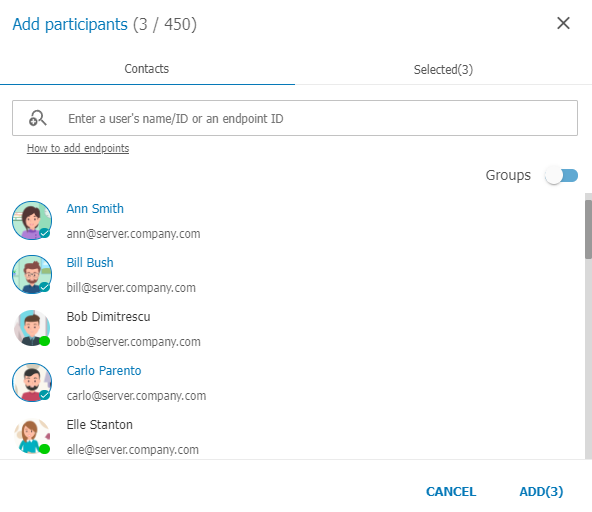 Add participants (3 / 450)
Contacts
Selected(3)
Enter a user's name/ID or an endpoint ID
How to add endpoints
Groups
Ann Smith
ann@server.company.com
Bill Bush
bill@server.company.com
Bob Dimitrescu
bob@server.company.com
Carlo Parento
carlo@server.company.com
Elle Stanton
elle@server.company.com
CANCEL
ADD(3)